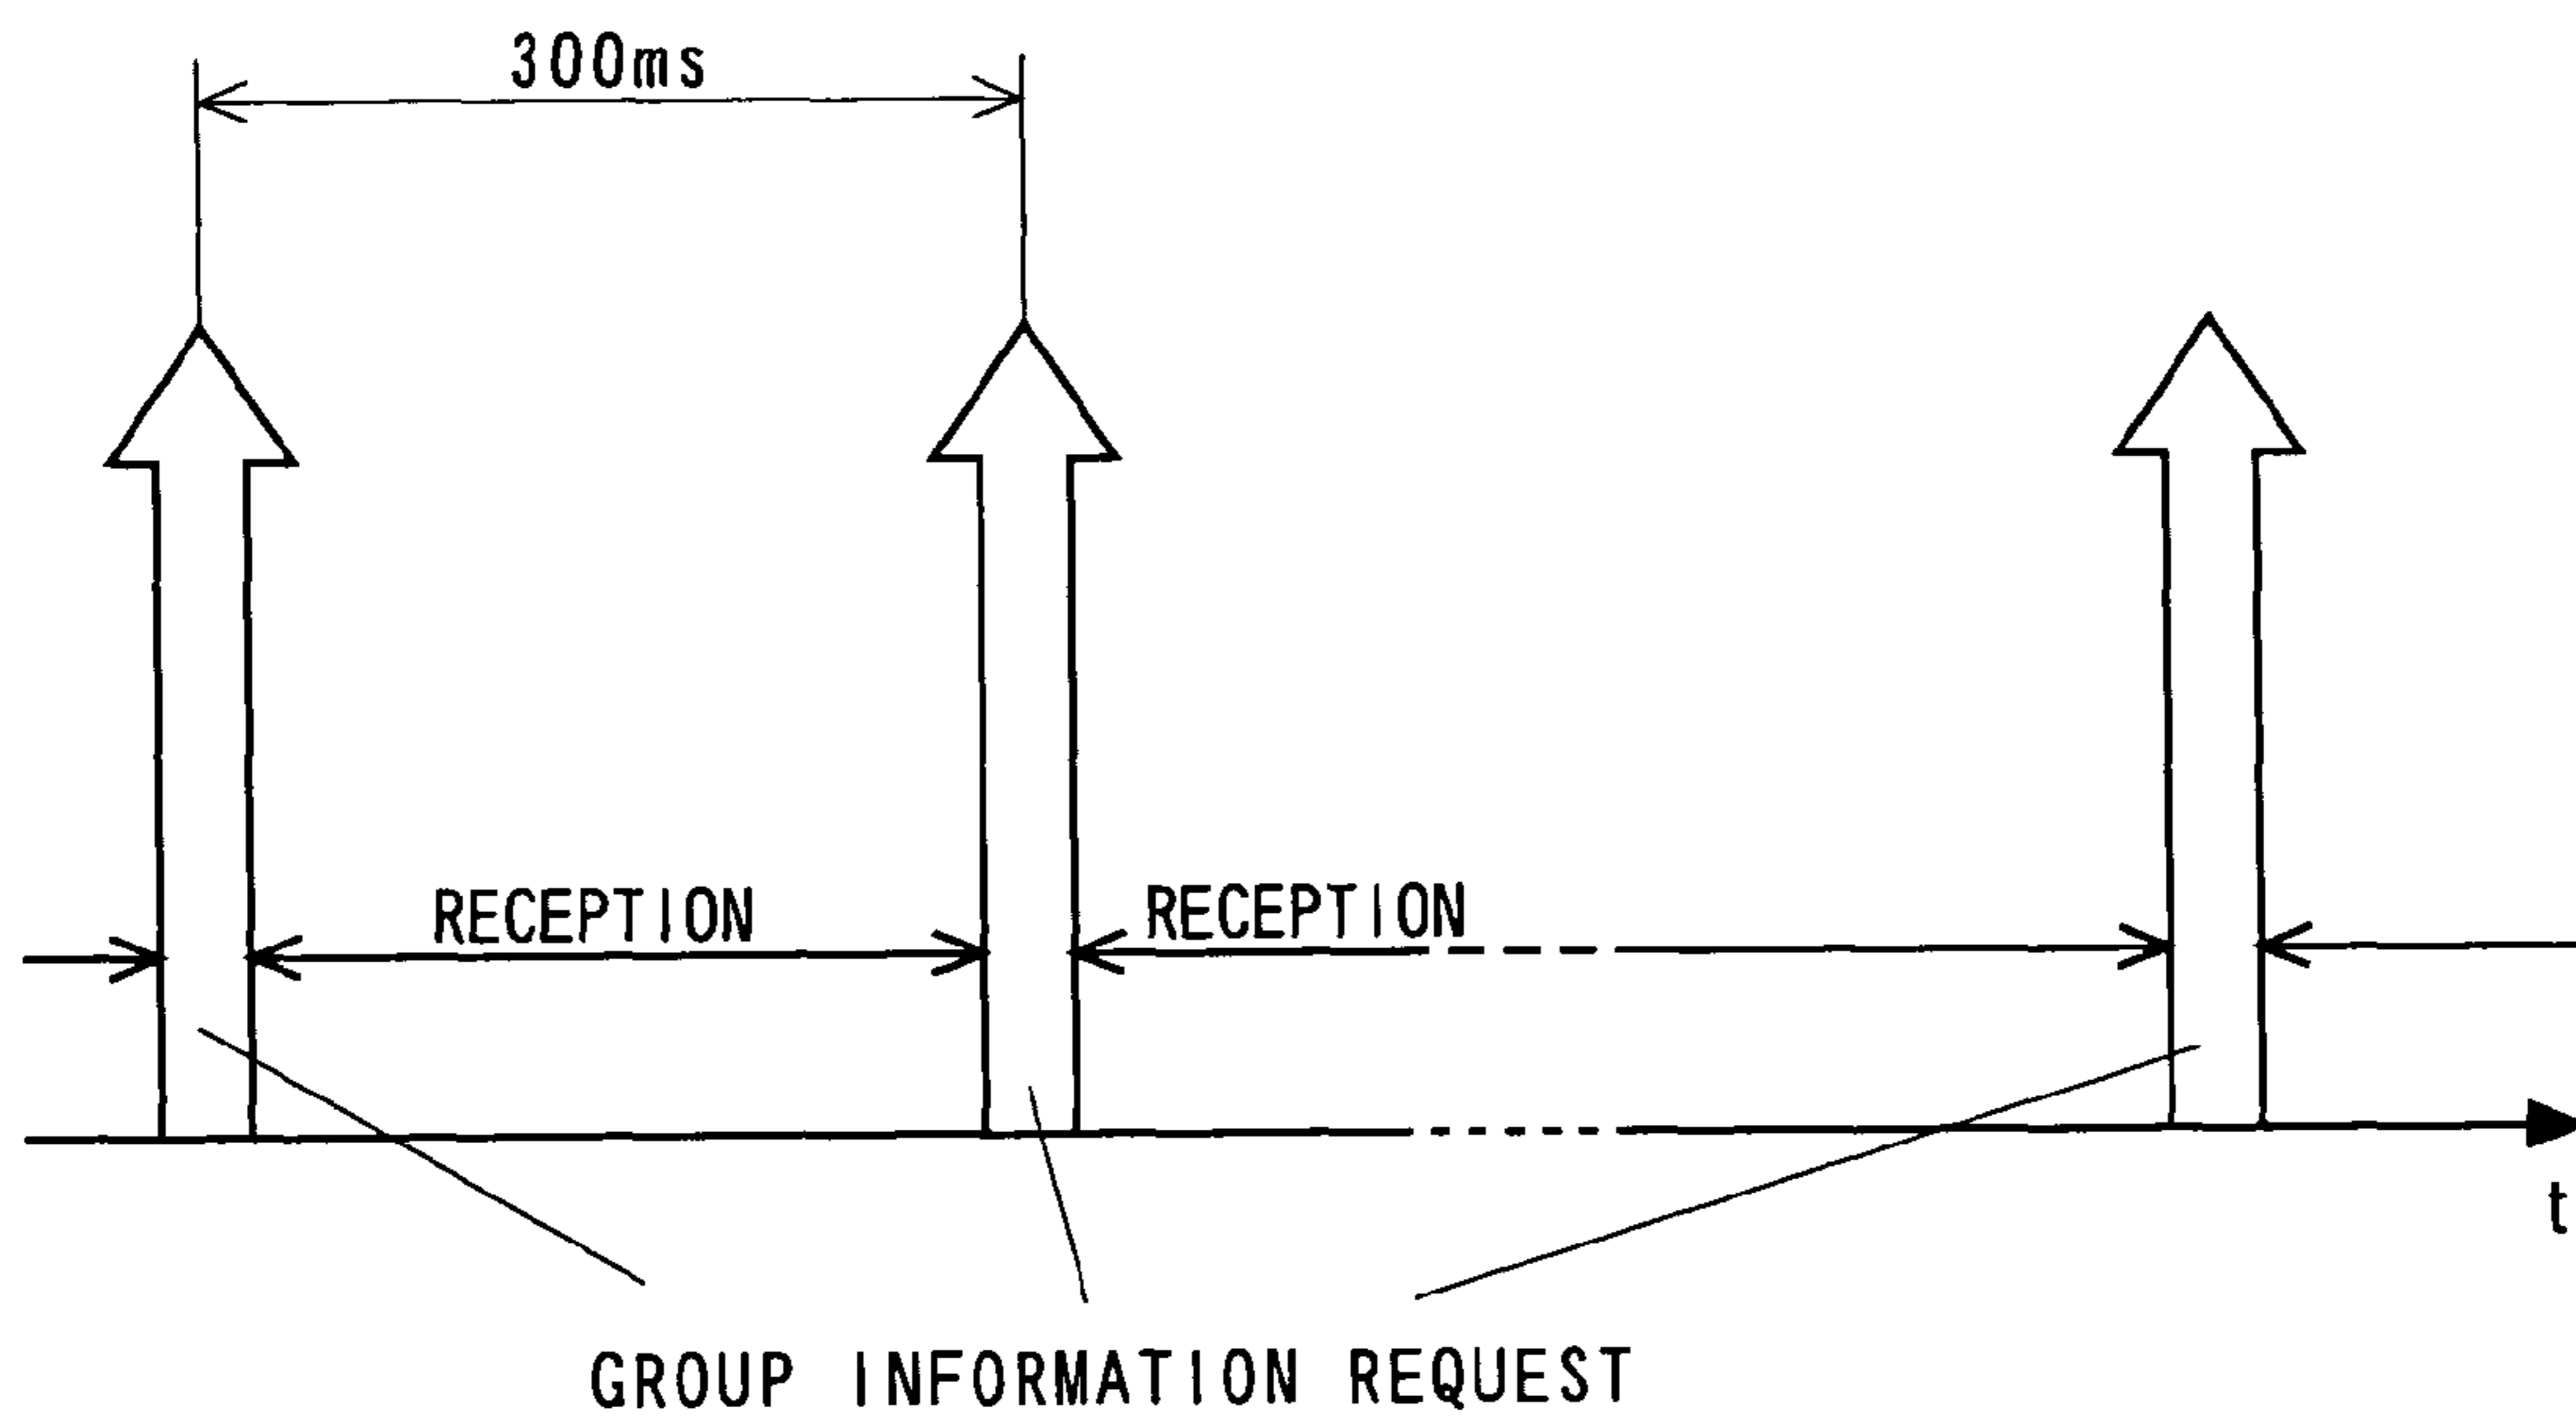 300ms
RECEPTION
RECEPTION
t
GROUP INFORMATION REQUEST